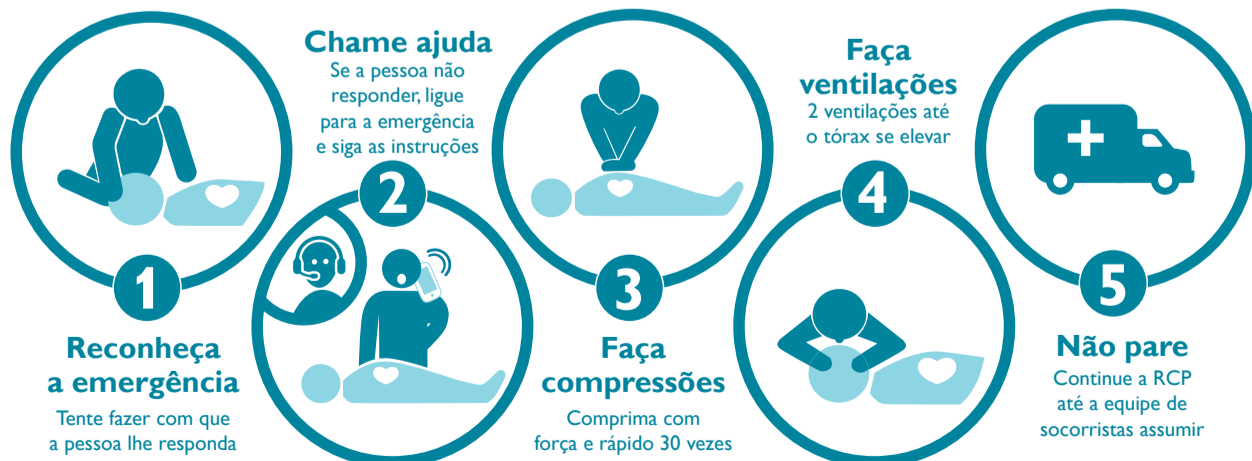 1
Reconheça
a emergência
Tente fazer com que
a pessoa lhe responda
Chame ajuda
Se a pessoa não
responder, ligue
para a emergência
e siga as instruções
2
3
Faça
compressões
Comprima com
força e rápido 30 vezes
Faça
ventilações
2 ventilações até
o tórax se elevar
4
5
Não pare
Continue a RCP
até a equipe de
socorristas assumir